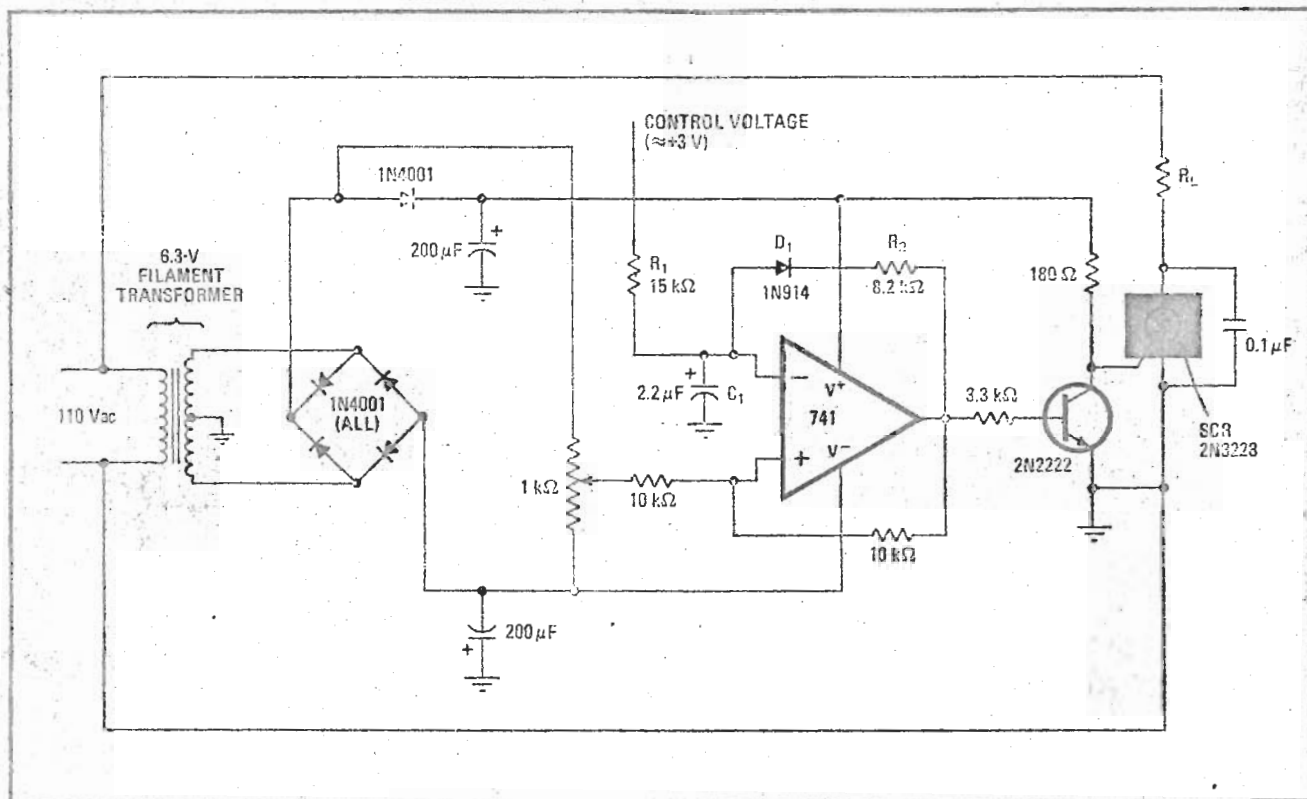 CONTROL VOLTAGE
(≈+3 V)
1N4001
6.3-V
FILAMENT
TRANSFORMER
200 μF
+
R1
15 kΩ
D1
1N914
R2
8.2 kΩ
180 Ω
RL
0.1 μF
110 Vac
1N4001
(ALL)
+
2.2 μF
C1
−
V+
741
V−
+
3.3 kΩ
2N2222
SCR
2N3228
1 kΩ
10 kΩ
10 kΩ
200 μF
+